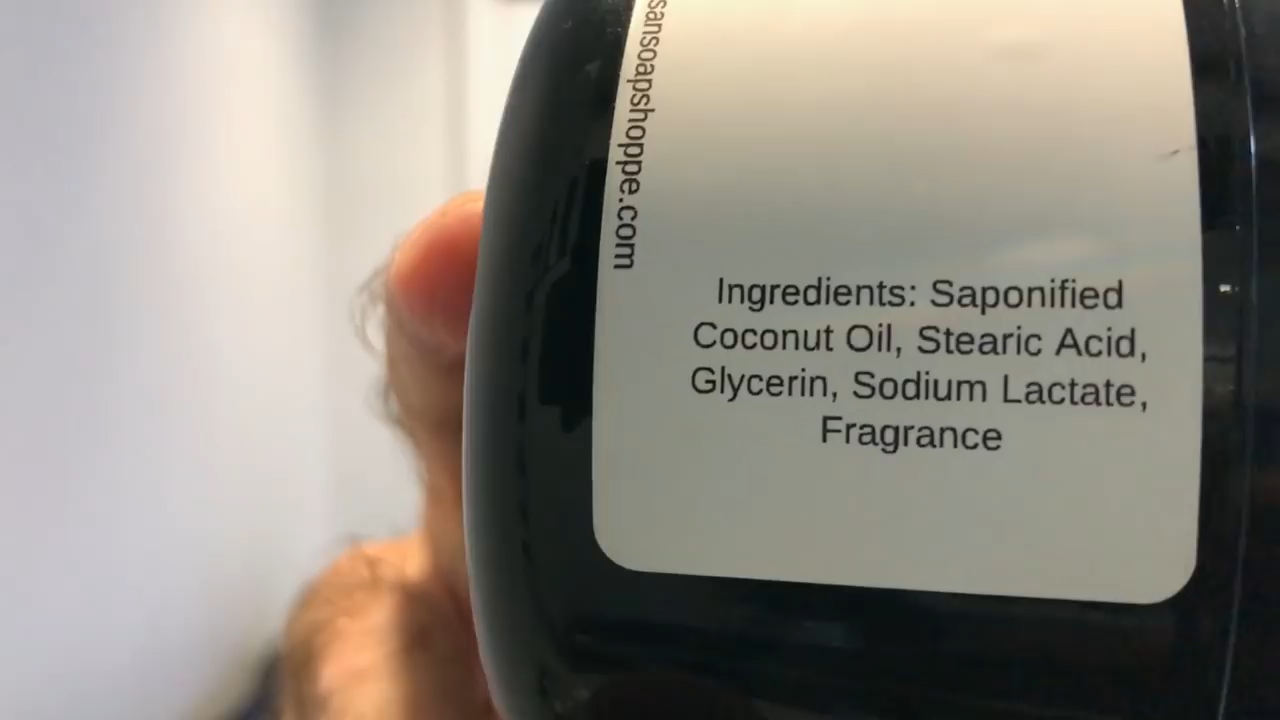 sansoapshoppe.com
Ingredients: Saponified
Coconut Oil, Stearic Acid,
Glycerin, Sodium Lactate,
Fragrance